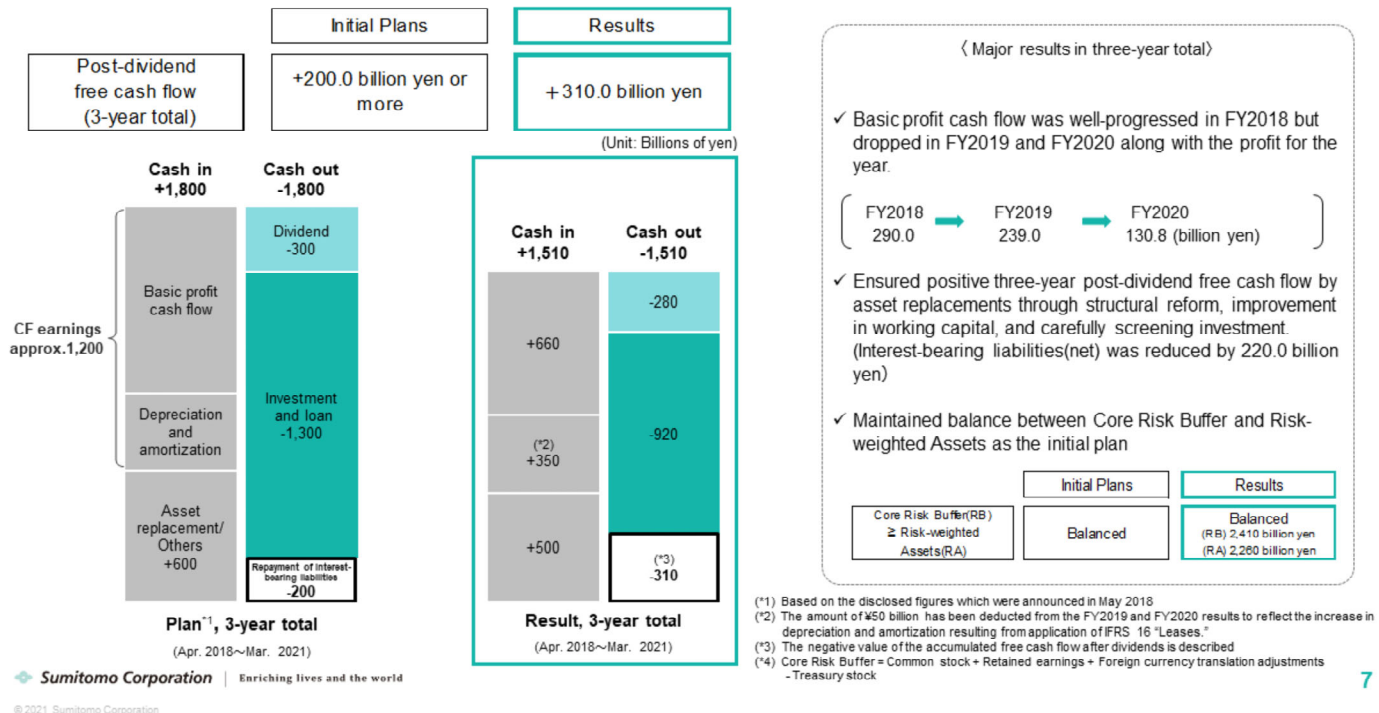 Initial Plans
Results
Post-dividend
free cash flow
(3-year total)
+200.0 billion yen or
more
+310.0 billion yen
(Unit: Billions of yen)
Cash in
+1,800
Cash out
-1,800
Dividend
-300
Basic profit
cash flow
CF earnings
approx.1,200
Investment
and loan
-1,300
Depreciation
and
amortization
Asset
replacement/
Others
+600
Repayment of interest-
bearing liabilities
-200
Plan*1, 3-year total
(Apr. 2018～Mar. 2021)
Cash in
+1,510
Cash out
-1,510
-280
+660
-920
(*2)
+350
+500
(*3)
-310
Result, 3-year total
(Apr. 2018～Mar. 2021)
〈Major results in three-year total〉
✓ Basic profit cash flow was well-progressed in FY2018 but
dropped in FY2019 and FY2020 along with the profit for the
year.
FY2018 FY2019 FY2020
290.0 239.0 130.8 (billion yen)
✓ Ensured positive three-year post-dividend free cash flow by
asset replacements through structural reform, improvement
in working capital, and carefully screening investment.
(Interest-bearing liabilities(net) was reduced by 220.0 billion
yen)
✓ Maintained balance between Core Risk Buffer and Risk-
weighted Assets as the initial plan
Initial Plans
Results
Core Risk Buffer(RB)
≧ Risk-weighted
Assets(RA)
Balanced
Balanced
(RB) 2,410 billion yen
(RA) 2,260 billion yen
(*1) Based on the disclosed figures which were announced in May 2018
(*2) The amount of ¥50 billion has been deducted from the FY2019 and FY2020 results to reflect the increase in
depreciation and amortization resulting from application of IFRS 16 “Leases.”
(*3) The negative value of the accumulated free cash flow after dividends is described
(*4) Core Risk Buffer = Common stock + Retained earnings + Foreign currency translation adjustments
- Treasury stock
Sumitomo Corporation | Enriching lives and the world
7
© 2021 Sumitomo Corporation